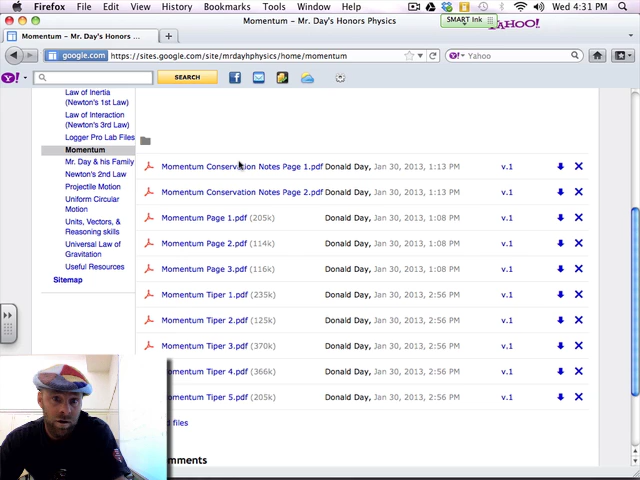 Firefox File Edit View History Bookmarks Tools Window Help Wed 4:31 PM
Momentum – Mr. Day's Honors Physics
SMART Ink
YAHOO!
Momentum – Mr. Day's Honors ... +
google.com https://sites.google.com/site/mrdayhphysics/home/momentum
Yahoo
Y! SEARCH
Law of Inertia
(Newton's 1st Law)
Law of Interaction
(Newton's 3rd Law)
Logger Pro Lab Files
Momentum
Mr. Day & his Family
Newton's 2nd Law
Projectile Motion
Uniform Circular
Motion
Units, Vectors, &
Reasoning skills
Universal Law of
Gravitation
Useful Resources
Sitemap
Momentum Conservation Notes Page 1.pdf Donald Day, Jan 30, 2013, 1:13 PM v.1
Momentum Conservation Notes Page 2.pdf Donald Day, Jan 30, 2013, 1:13 PM v.1
Momentum Page 1.pdf (205k) Donald Day, Jan 30, 2013, 1:08 PM v.1
Momentum Page 2.pdf (114k) Donald Day, Jan 30, 2013, 1:08 PM v.1
Momentum Page 3.pdf (116k) Donald Day, Jan 30, 2013, 1:08 PM v.1
Momentum Tiper 1.pdf (235k) Donald Day, Jan 30, 2013, 2:56 PM v.1
Momentum Tiper 2.pdf (125k) Donald Day, Jan 30, 2013, 2:56 PM v.1
Momentum Tiper 3.pdf (370k) Donald Day, Jan 30, 2013, 2:56 PM v.1
Momentum Tiper 4.pdf (366k) Donald Day, Jan 30, 2013, 2:56 PM v.1
Momentum Tiper 5.pdf (205k) Donald Day, Jan 30, 2013, 2:56 PM v.1
files
mments